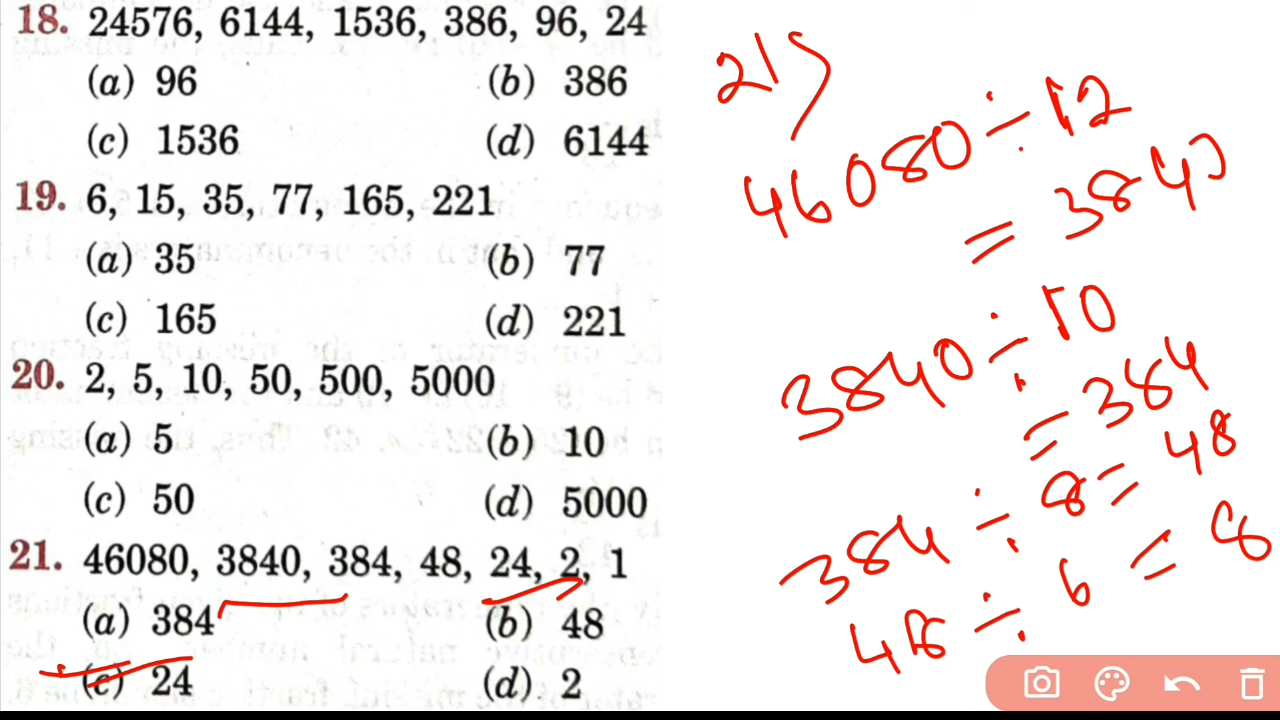 18. 24576, 6144, 1536, 386, 96, 24
(a) 96 (b) 386
(c) 1536 (d) 6144
19. 6, 15, 35, 77, 165, 221
(a) 35 (b) 77
(c) 165 (d) 221
20. 2, 5, 10, 50, 500, 5000
(a) 5 (b) 10
(c) 50 (d) 5000
21. 46080, 3840, 384, 48, 24, 2, 1
(a) 384 (b) 48
(c) 24 (d) 2
21)
46080 ÷ 12
= 3840
3840 ÷ 10
= 384
384 ÷ 8 = 48
48 ÷ 6 = 8